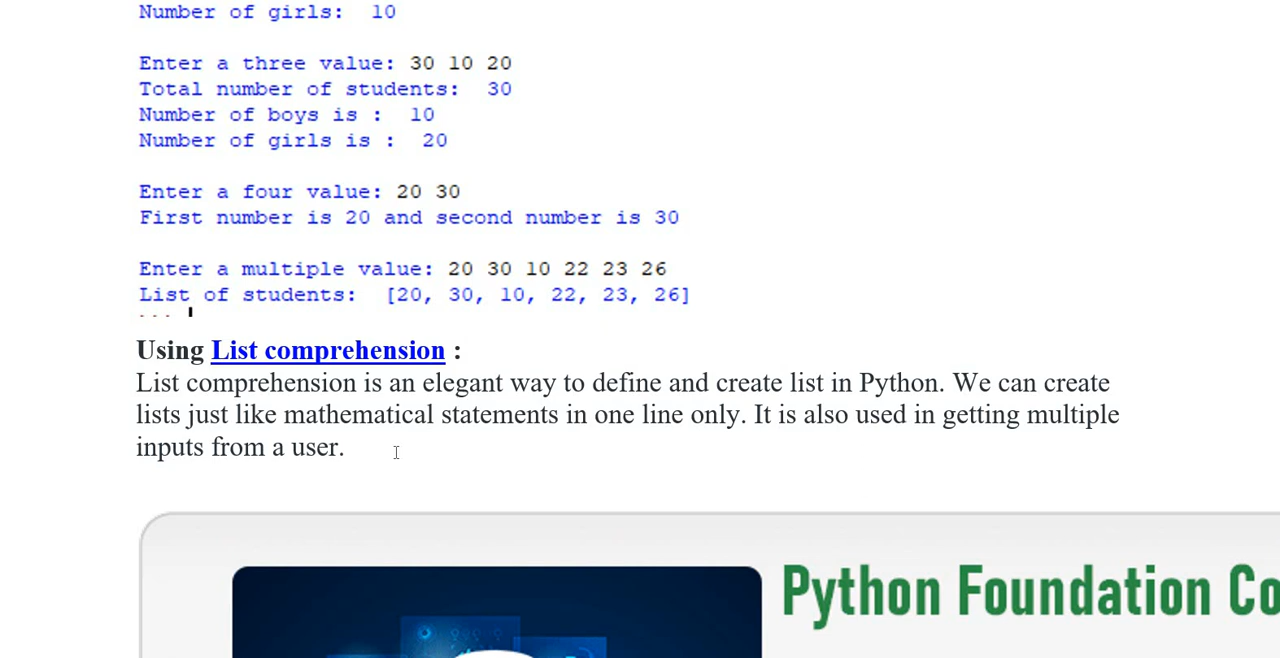 Number of girls:  10
Enter a three value: 30 10 20
Total number of students:  30
Number of boys is :  10
Number of girls is :  20
Enter a four value: 20 30
First number is 20 and second number is 30
Enter a multiple value: 20 30 10 22 23 26
List of students:  [20, 30, 10, 22, 23, 26]
Using List comprehension :
List comprehension is an elegant way to define and create list in Python. We can create
lists just like mathematical statements in one line only. It is also used in getting multiple
inputs from a user.
Python Foundation Co